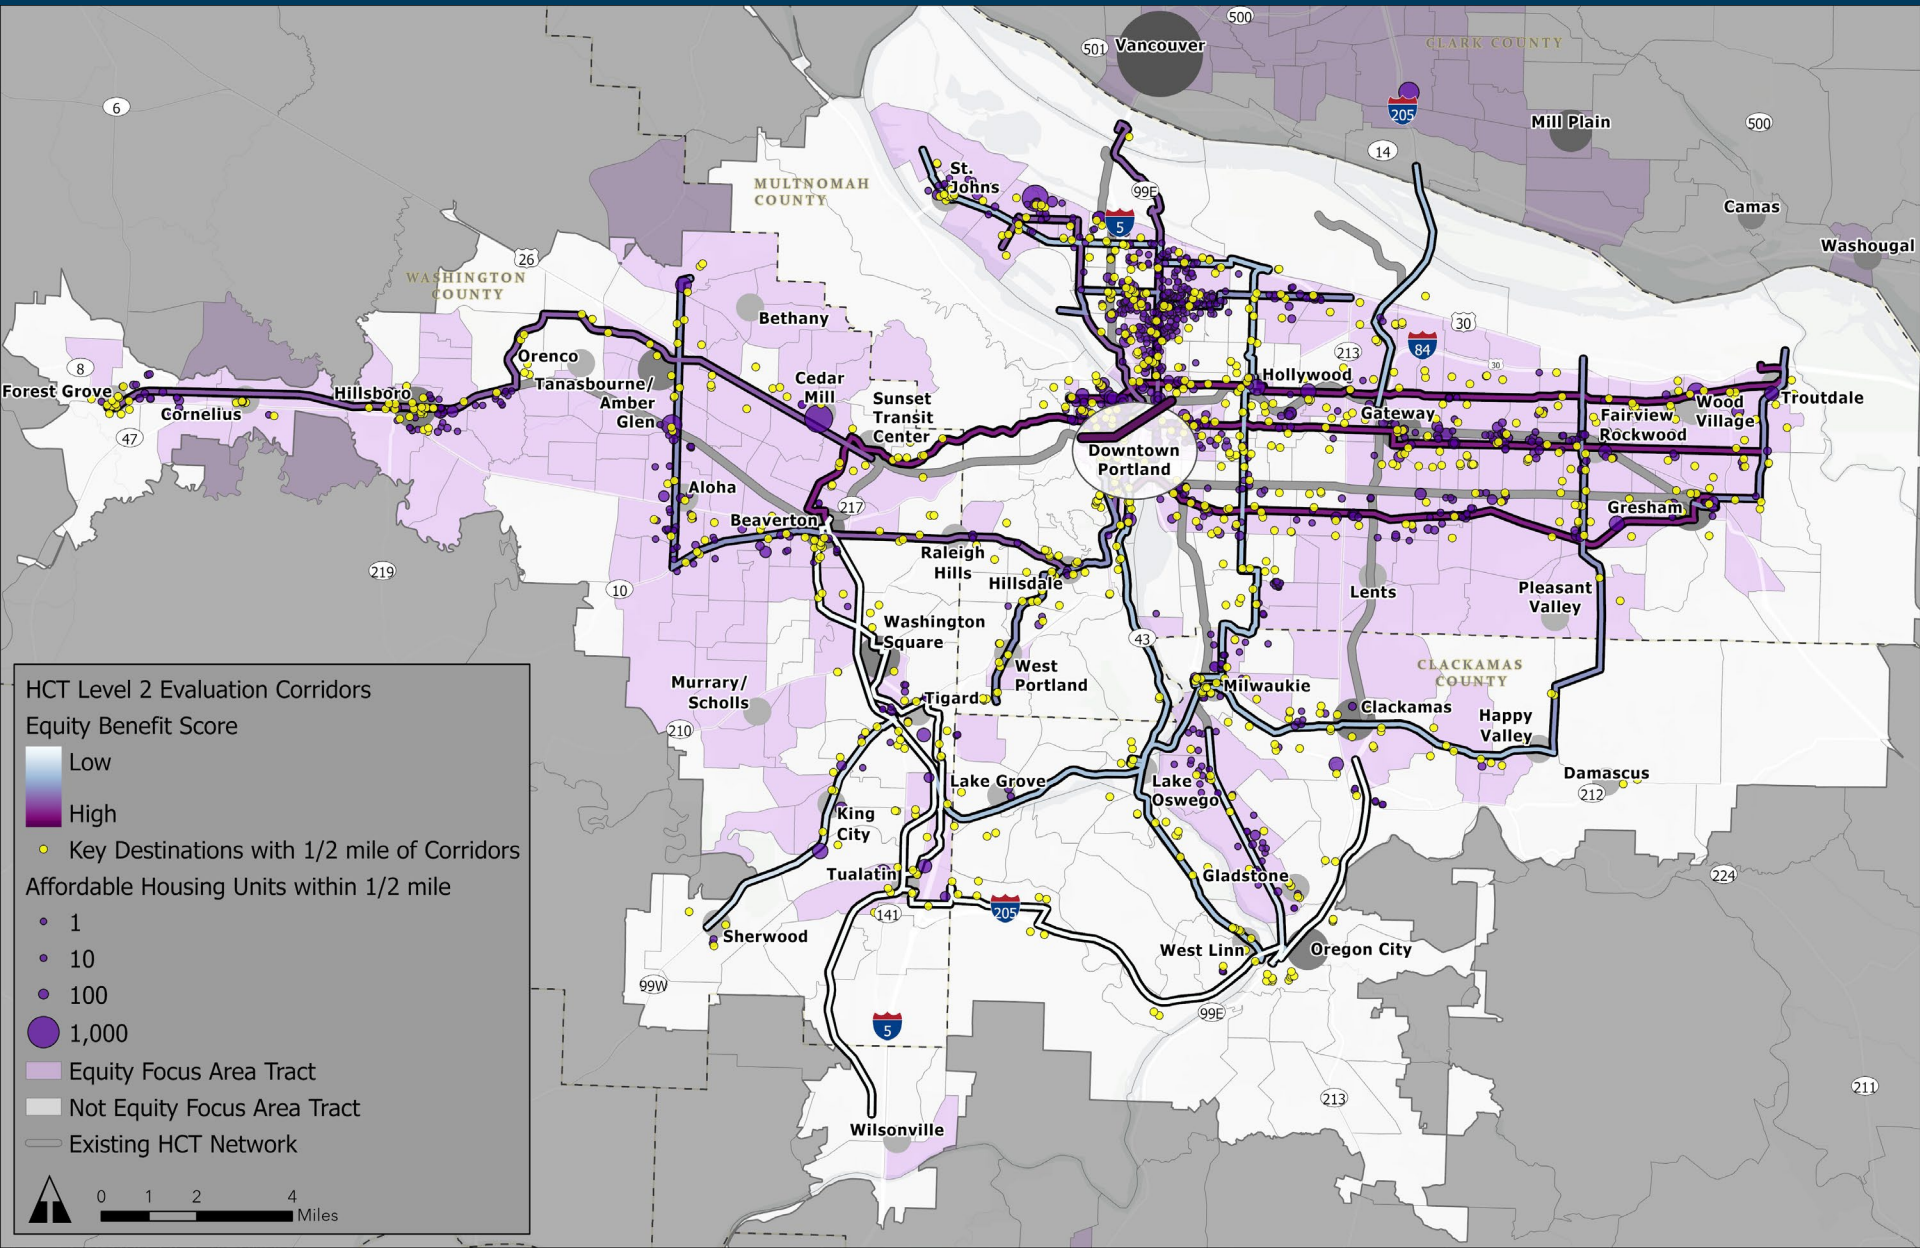 500
501
Vancouver
CLARK COUNTY
6
205
Mill Plain
500
14
St.
Johns
MULTNOMAH
COUNTY
99E
Camas
5
Washougal
26
WASHINGTON
COUNTY
Bethany
30
213
84
30
8
Orenco
Forest Grove
Hillsboro
Tanasbourne/
Amber
Glen
Cornelius
47
Cedar
Mill
Sunset
Transit
Center
Hollywood
Gateway
Fairview
Rockwood
Wood
Village
Troutdale
Downtown
Portland
Aloha
217
Beaverton
Gresham
219
10
Raleigh
Hills
Hillsdale
Lents
Pleasant
Valley
Washington
Square
43
West
Portland
CLACKAMAS
COUNTY
Murrary/
Scholls
Tigard
Milwaukie
210
Clackamas
Happy
Valley
Lake Grove
Lake
Oswego
Damascus
212
King
City
Tualatin
Gladstone
224
141
205
Sherwood
West Linn
Oregon City
99W
99E
5
211
213
Wilsonville
HCT Level 2 Evaluation Corridors
Equity Benefit Score
Low
High
Key Destinations with 1/2 mile of Corridors
Affordable Housing Units within 1/2 mile
1
10
100
1,000
Equity Focus Area Tract
Not Equity Focus Area Tract
Existing HCT Network
0 1 2 4
Miles